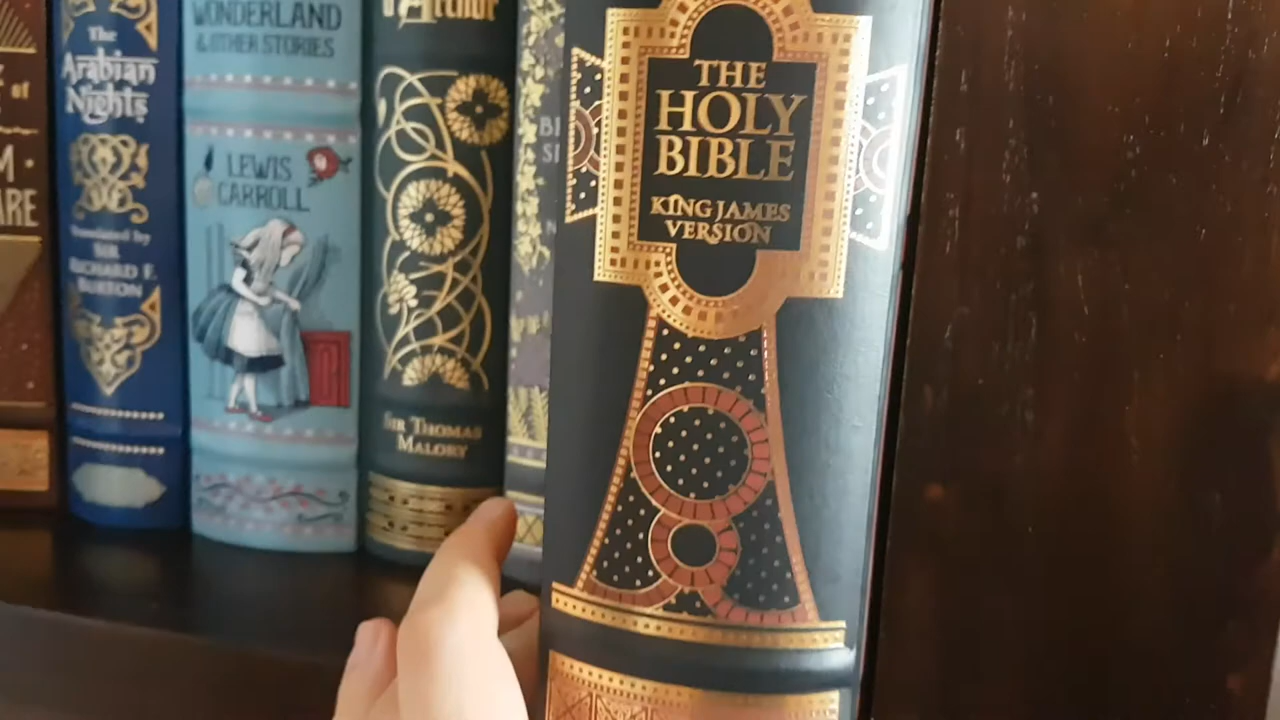 The
Arabian
Nights
Translated by
SIR
RICHARD F.
BURTON
WONDERLAND
& OTHER STORIES
LEWIS
CARROLL
d'Arthur
SIR THOMAS
MALORY
THE
HOLY
BIBLE
KING JAMES
VERSION